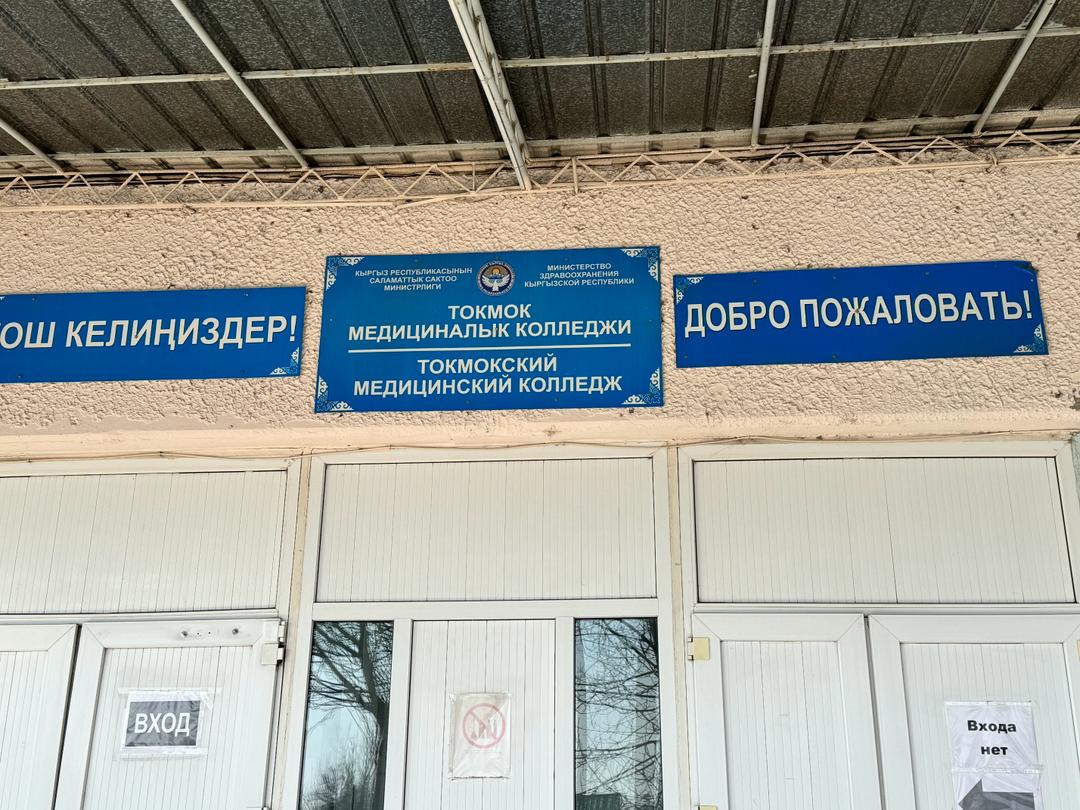 ОШ КЕЛИҢИЗДЕР!
КЫРГЫЗ РЕСПУБЛИКАСЫНЫН
САЛАМАТТЫК САКТОО
МИНИСТРЛИГИ
МИНИСТЕРСТВО
ЗДРАВООХРАНЕНИЯ
КЫРГЫЗСКОЙ РЕСПУБЛИКИ
ТОКМОК
МЕДИЦИНАЛЫК КОЛЛЕДЖИ
ТОКМОКСКИЙ
МЕДИЦИНСКИЙ КОЛЛЕДЖ
ДОБРО ПОЖАЛОВАТЬ!
ВХОД
Входа
нет